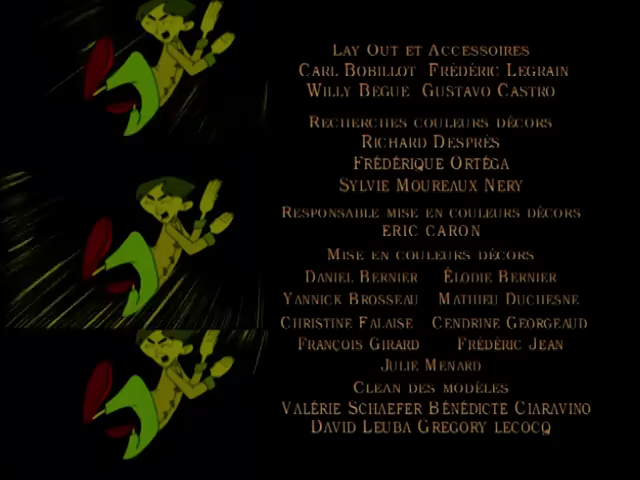 Lay Out et Accessoires
Carl Bobillot Frédéric Legrain
Willy Begue Gustavo Castro
Recherches couleurs décors
Richard Desprès
Frédérique Ortéga
Sylvie Moureaux Nery
Responsable mise en couleurs décors
Eric Caron
Mise en couleurs décors
Daniel Bernier Élodie Bernier
Yannick Brosseau Mathieu Duchesne
Christine Falaise Cendrine Georgeaud
François Girard Frédéric Jean
Julie Menard
Clean des modèles
Valérie Schaefer Bénédicte Ciaravino
David Leuba Gregory Lecocq